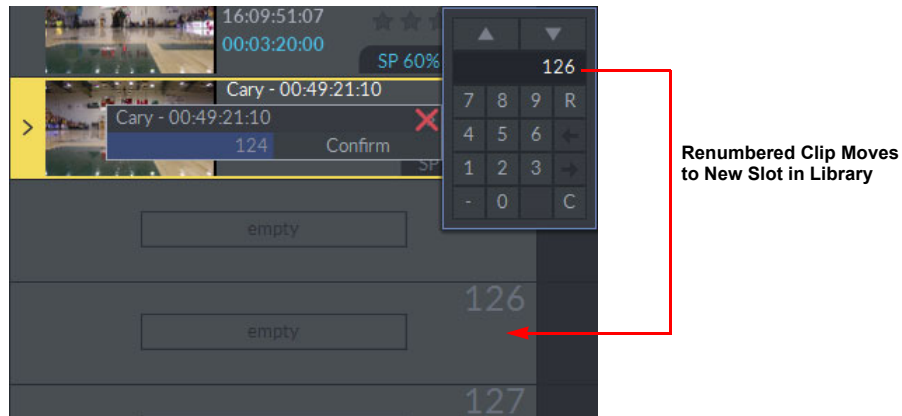 16:09:51:07
00:03:20:00
SP 60%
Cary - 00:49:21:10
Cary - 00:49:21:10
124 Confirm
SP
126
7 8 9 R
4 5 6 ←
1 2 3 →
- 0 C
Renumbered Clip Moves
to New Slot in Library
empty
126
empty
127